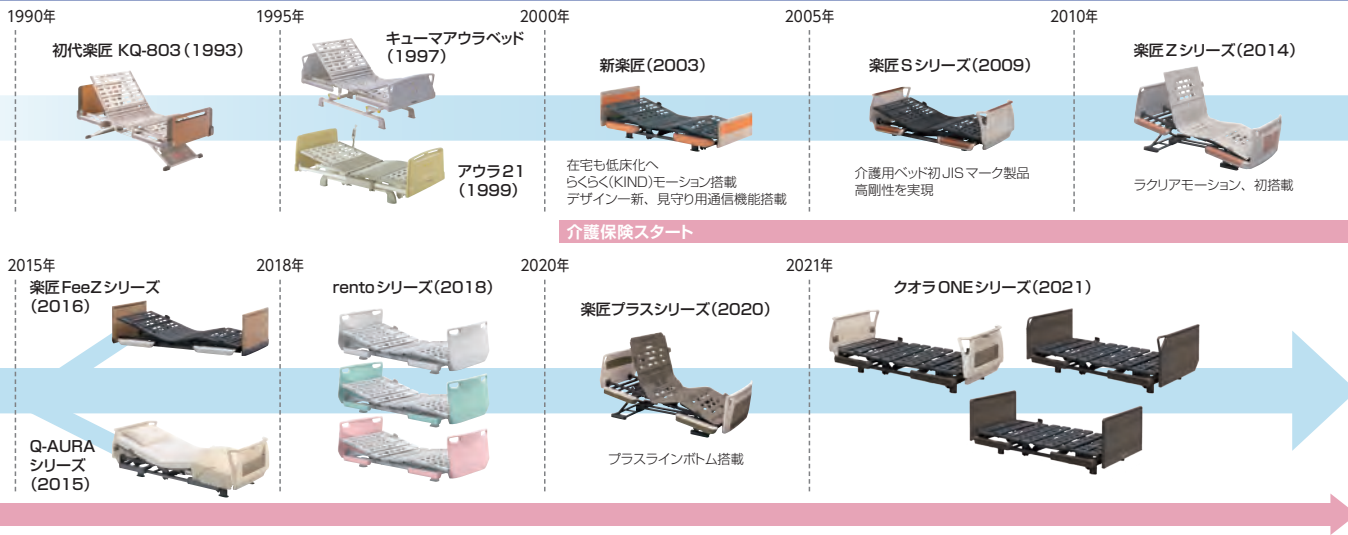 1990年
1995年
2000年
2005年
2010年
初代楽匠 KQ-803（1993）
キューマアウラベッド
（1997）
アウラ21
（1999）
新楽匠（2003）
在宅も低床化へ
らくらく(KIND)モーション搭載
デザイン一新、見守り用通信機能搭載
楽匠Sシリーズ（2009）
介護用ベッド初JISマーク製品
高剛性を実現
楽匠Zシリーズ（2014）
ラクリアモーション、初搭載
介護保険スタート
2015年
2018年
2020年
2021年
楽匠FeeZシリーズ
（2016）
Q-AURA
シリーズ
（2015）
rentoシリーズ（2018）
楽匠プラスシリーズ（2020）
プラスラインボトム搭載
クオラONEシリーズ（2021）